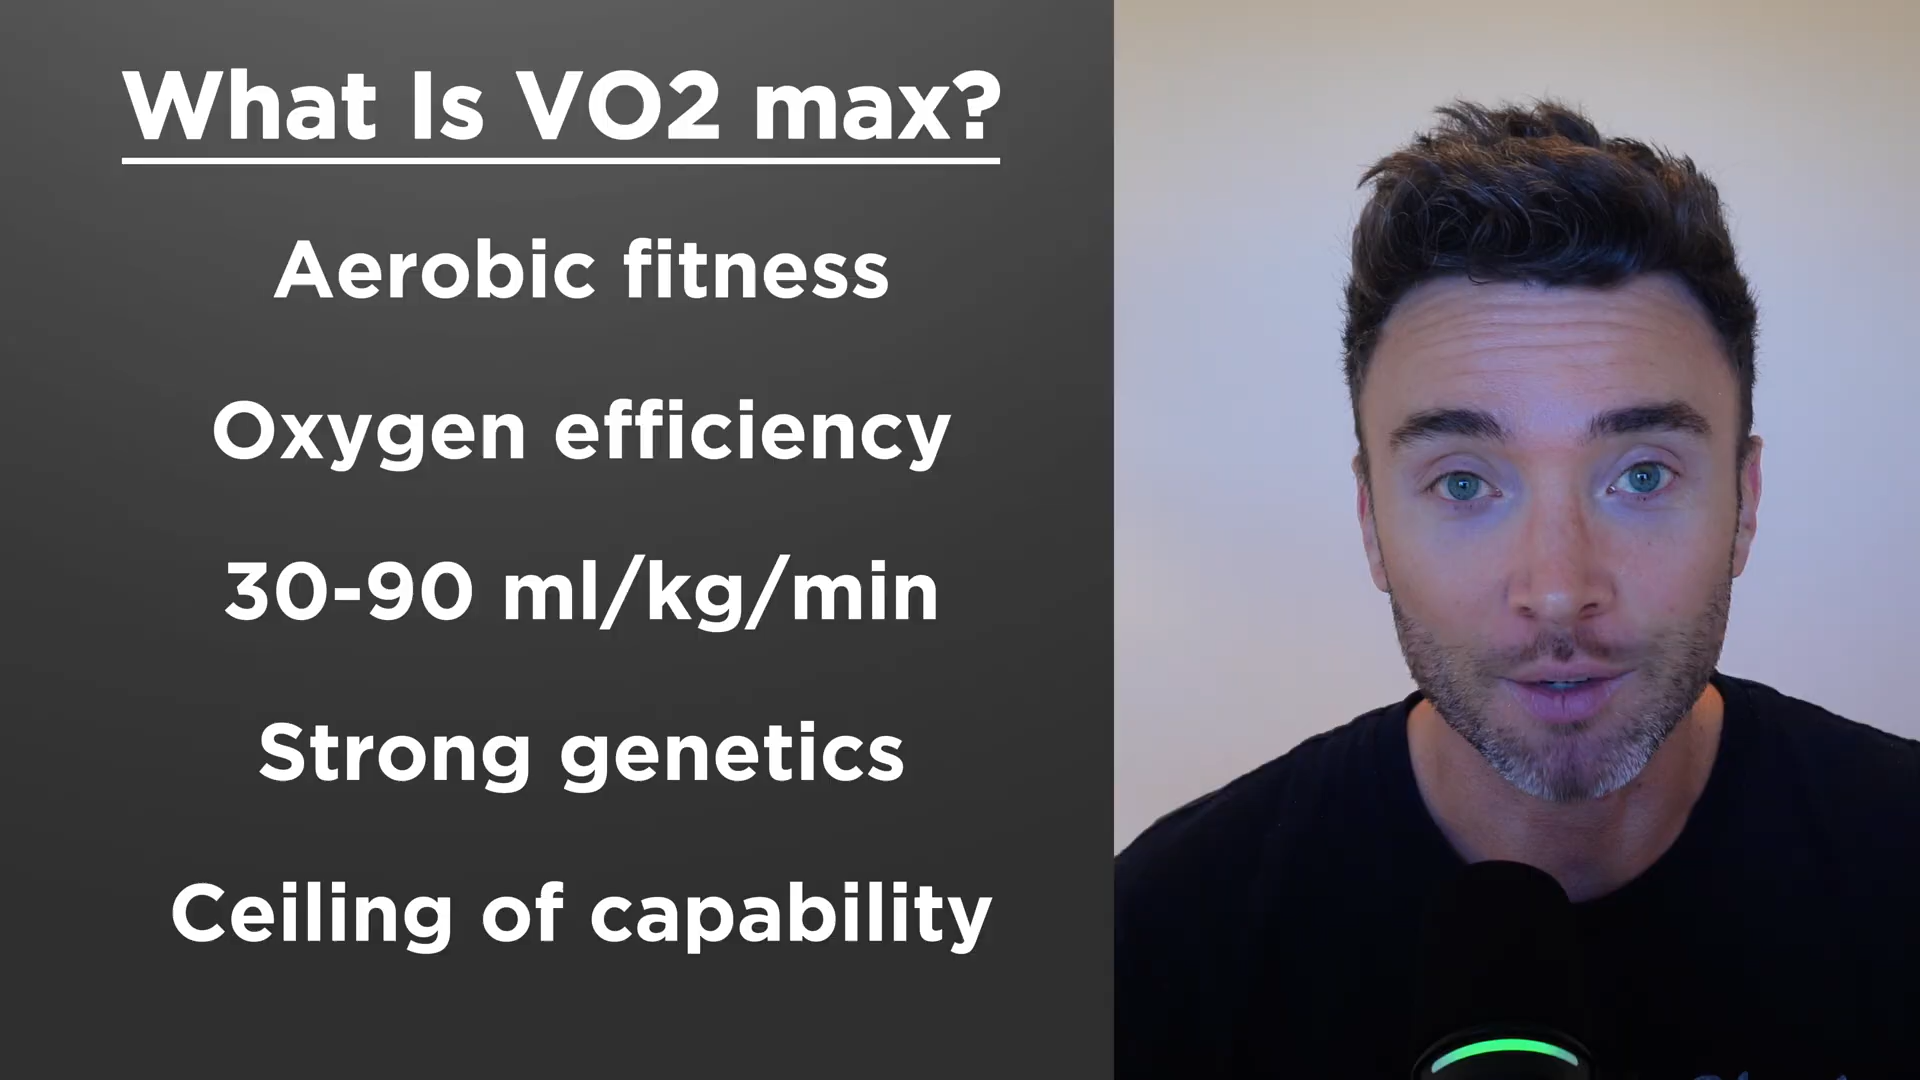 What Is VO2 max?
Aerobic fitness
Oxygen efficiency
30-90 ml/kg/min
Strong genetics
Ceiling of capability